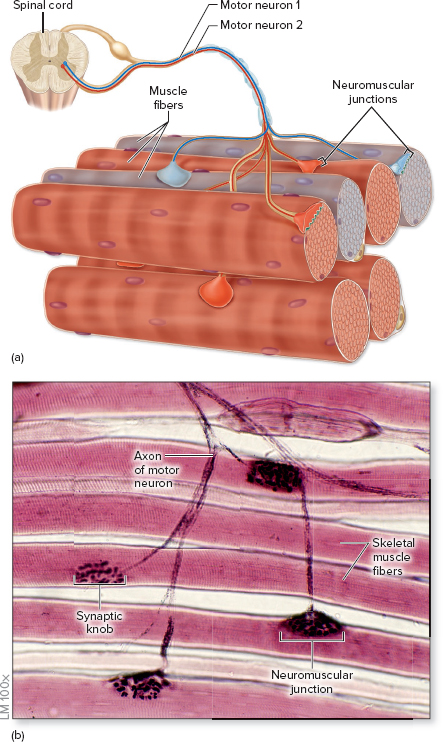 Spinal cord
Motor neuron 1
Motor neuron 2
Muscle
fibers
Neuromuscular
junctions
(a)
Axon
of motor
neuron
Skeletal
muscle
fibers
Synaptic
knob
Neuromuscular
junction
LM 100x
(b)